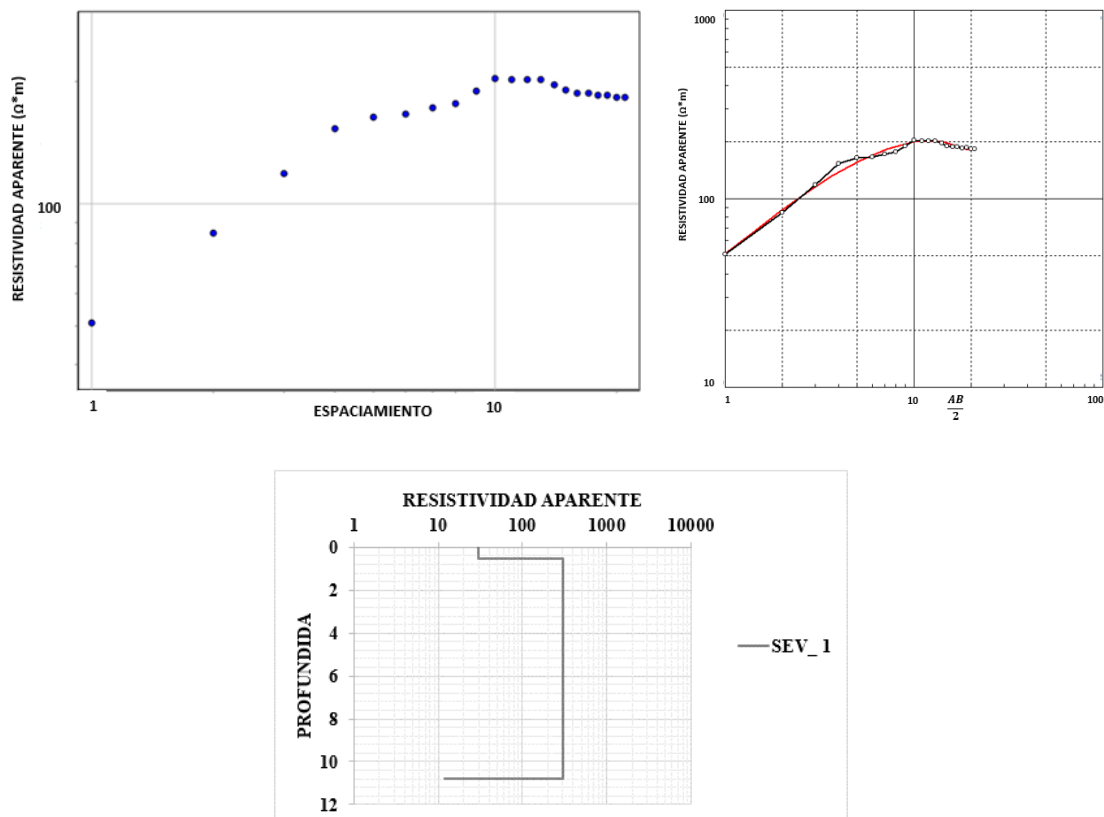 RESISTIVIDAD APARENTE (Ω*m)
100
1
10
ESPACIAMIENTO
RESISTIVIDAD APARENTE (Ω*m)
1000
100
10
1
10
100
AB
2
RESISTIVIDAD APARENTE
1 10 100 1000 10000
PROFUNDIDA
0
2
4
6
8
10
12
SEV_ 1